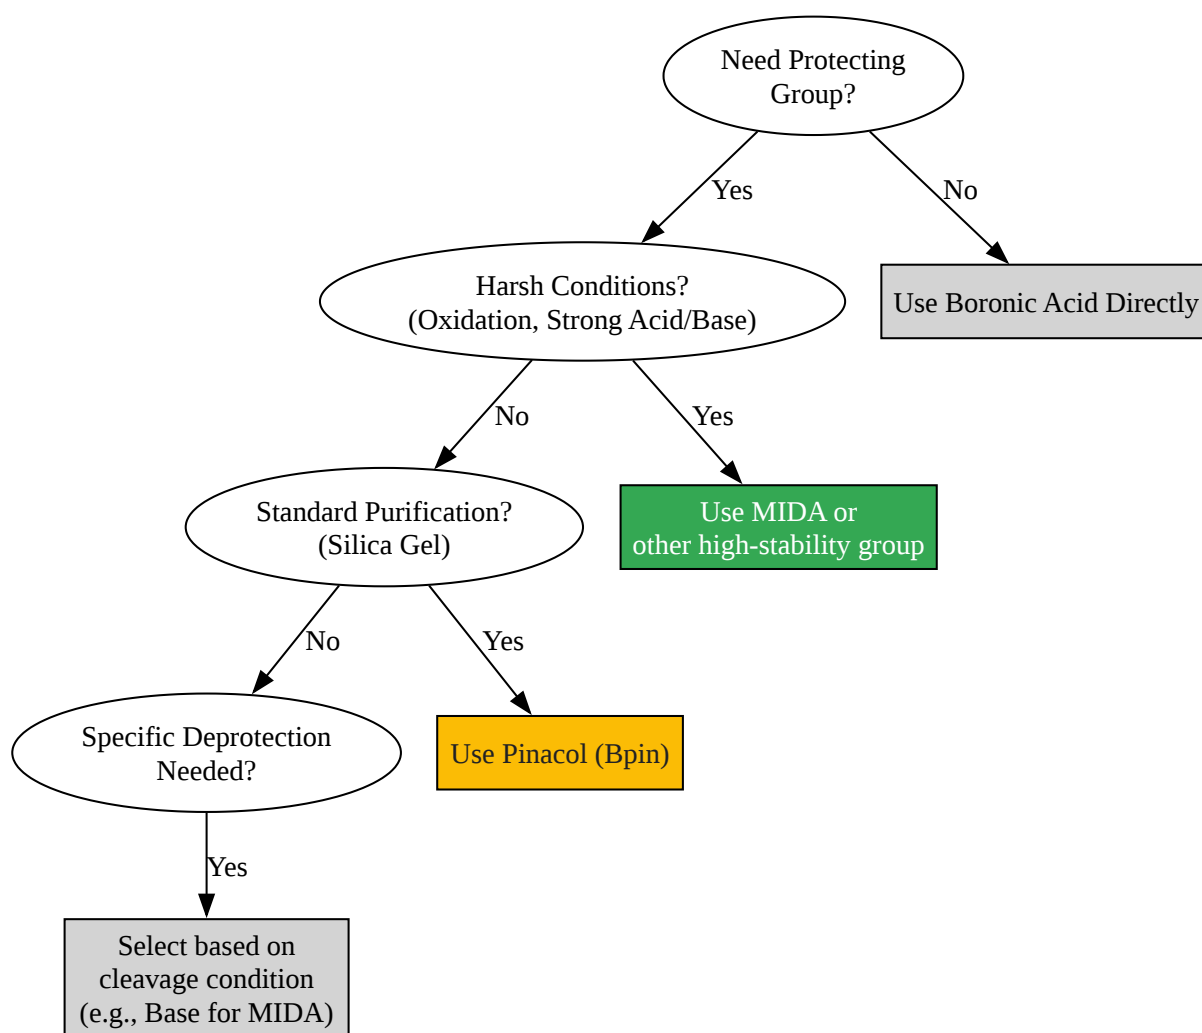 Need Protecting
Group?
Yes
No
Harsh Conditions?
(Oxidation, Strong Acid/Base)
Use Boronic Acid Directly
No
Yes
Standard Purification?
(Silica Gel)
Use MIDA or
other high-stability group
No
Yes
Specific Deprotection
Needed?
Use Pinacol (Bpin)
Yes
Select based on
cleavage condition
(e.g., Base for MIDA)